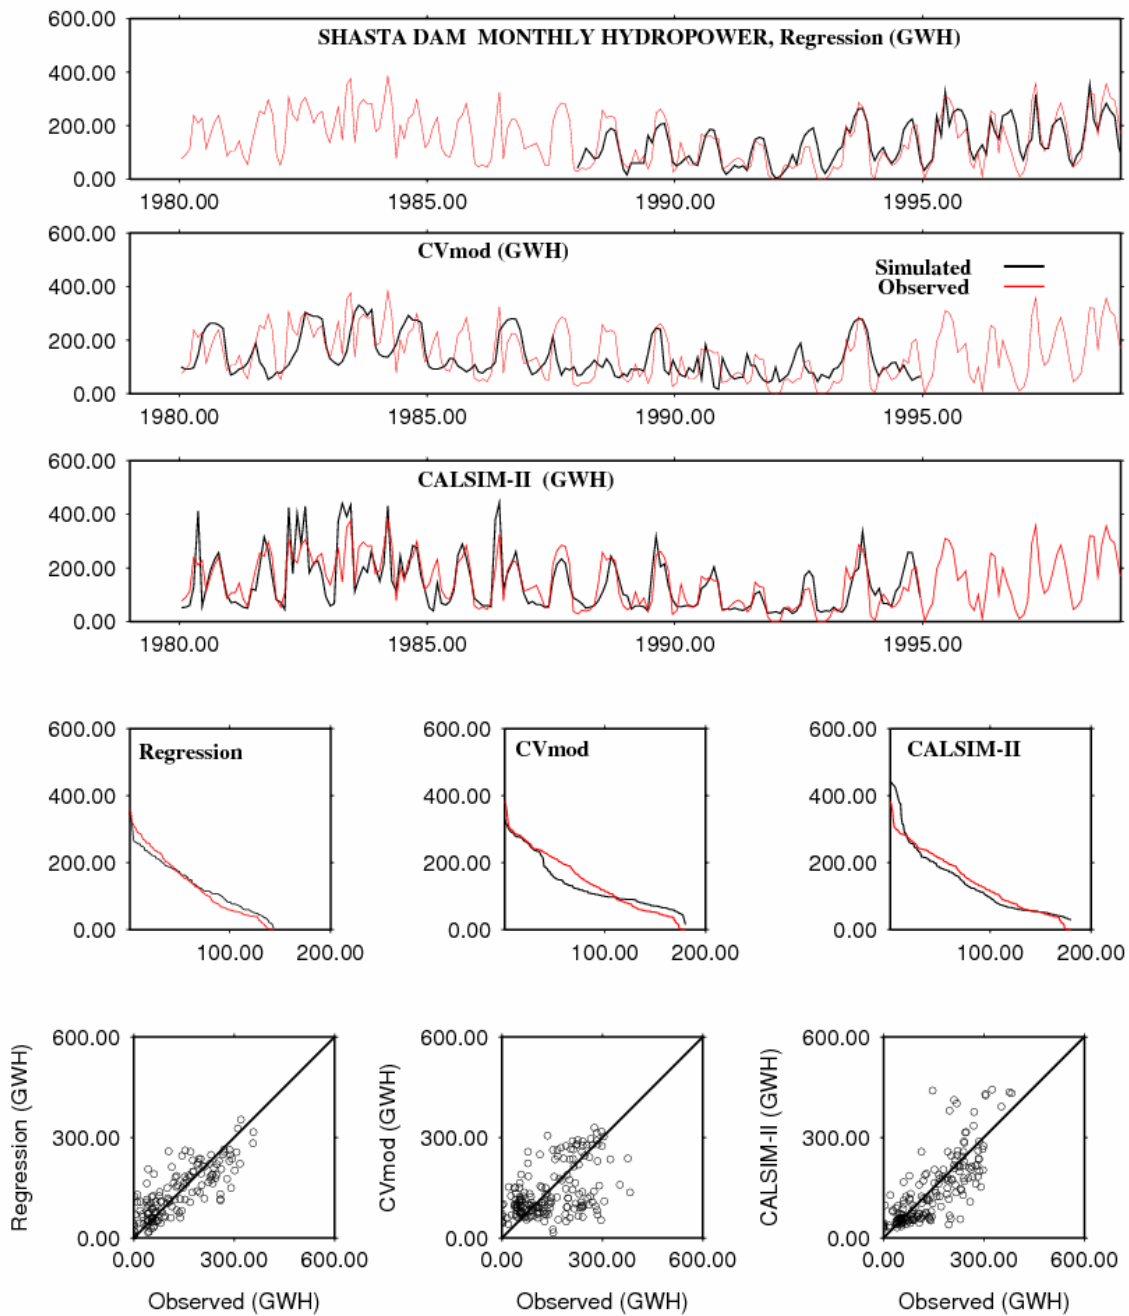 600.00
SHASTA DAM MONTHLY HYDROPOWER, Regression (GWH)
400.00
200.00
0.00
1980.00 1985.00 1990.00 1995.00
600.00
CVmod (GWH)
Simulated
400.00
Observed
200.00
0.00
1980.00 1985.00 1990.00 1995.00
600.00
CALSIM-II (GWH)
400.00
200.00
0.00
1980.00 1985.00 1990.00 1995.00
600.00 600.00 600.00
Regression CVmod CALSIM-II
400.00 400.00 400.00
200.00 200.00 200.00
0.00 0.00 0.00
100.00 200.00 100.00 200.00 100.00 200.00
Regression (GWH)
600.00
300.00
0.00
0.00 300.00 600.00
Observed (GWH)
CVmod (GWH)
600.00
300.00
0.00
0.00 300.00 600.00
Observed (GWH)
CALSIM-II (GWH)
600.00
300.00
0.00
0.00 300.00 600.00
Observed (GWH)